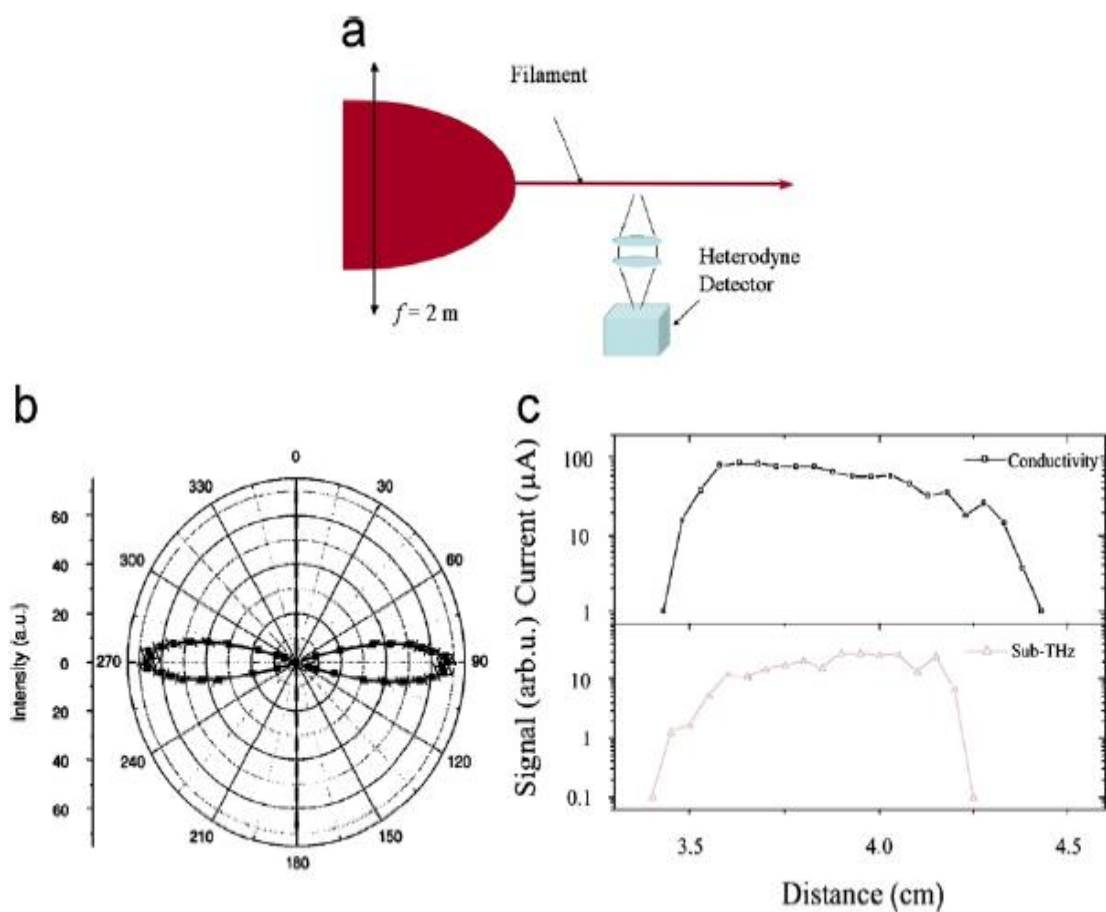 a
Filament
Heterodyne
Detector
f = 2 m
b
0
330
30
300
60
270
90
240
120
210
150
180
60
40
20
0
20
40
60
Intensity (a.u.)
c
Conductivity
100
10
1
Current (μA)
Sub-THz
10
1
0.1
Signal (arb.u.)
3.5
4.0
4.5
Distance (cm)